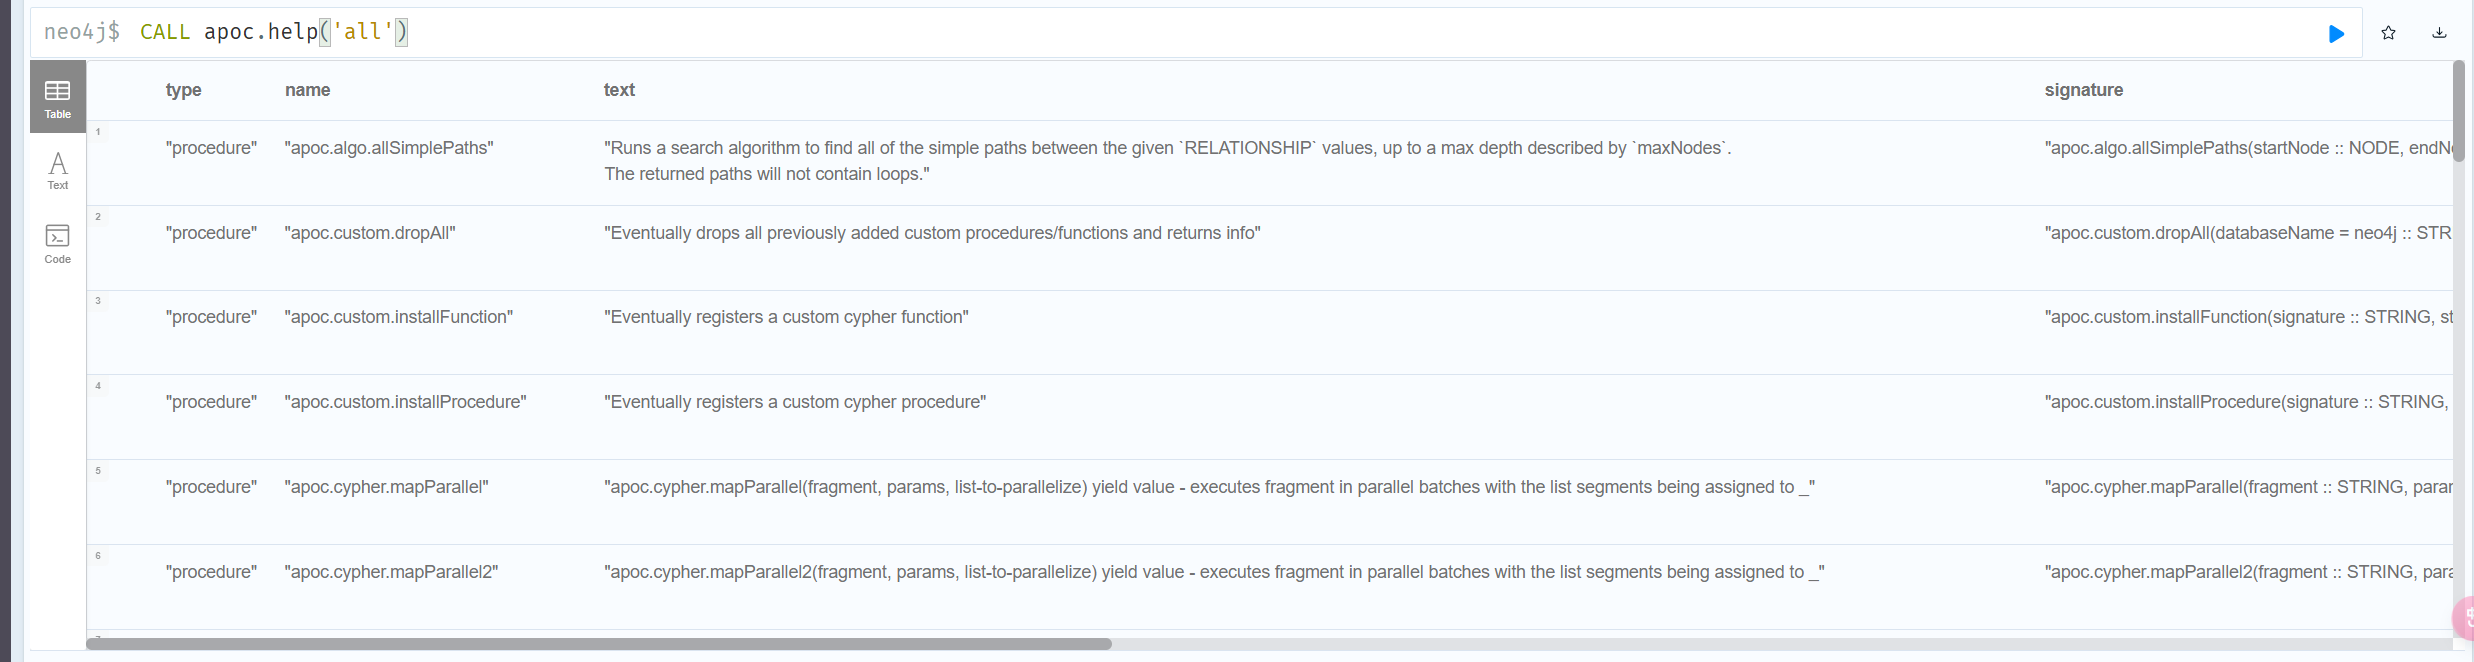 neo4j$ CALL apoc.help('all')
Table
Text
Code
type name text signature
1
"procedure" "apoc.algo.allSimplePaths" "Runs a search algorithm to find all of the simple paths between the given `RELATIONSHIP` values, up to a max depth described by `maxNodes`. "apoc.algo.allSimplePaths(startNode :: NODE, endN
The returned paths will not contain loops."
2
"procedure" "apoc.custom.dropAll" "Eventually drops all previously added custom procedures/functions and returns info" "apoc.custom.dropAll(databaseName = neo4j :: STR
3
"procedure" "apoc.custom.installFunction" "Eventually registers a custom cypher function" "apoc.custom.installFunction(signature :: STRING, st
4
"procedure" "apoc.custom.installProcedure" "Eventually registers a custom cypher procedure" "apoc.custom.installProcedure(signature :: STRING,
5
"procedure" "apoc.cypher.mapParallel" "apoc.cypher.mapParallel(fragment, params, list-to-parallelize) yield value - executes fragment in parallel batches with the list segments being assigned to _" "apoc.cypher.mapParallel(fragment :: STRING, para
6
"procedure" "apoc.cypher.mapParallel2" "apoc.cypher.mapParallel2(fragment, params, list-to-parallelize) yield value - executes fragment in parallel batches with the list segments being assigned to _" "apoc.cypher.mapParallel2(fragment :: STRING, para